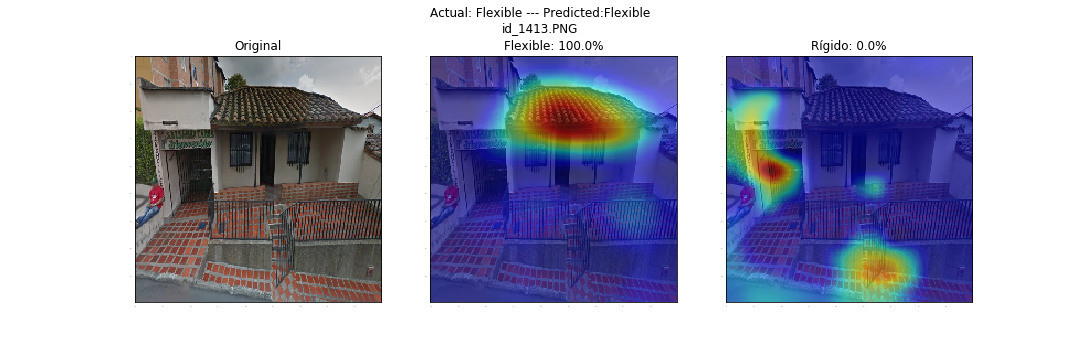 Actual: Flexible --- Predicted:Flexible
id_1413.PNG
Original
Flexible: 100.0%
Rígido: 0.0%